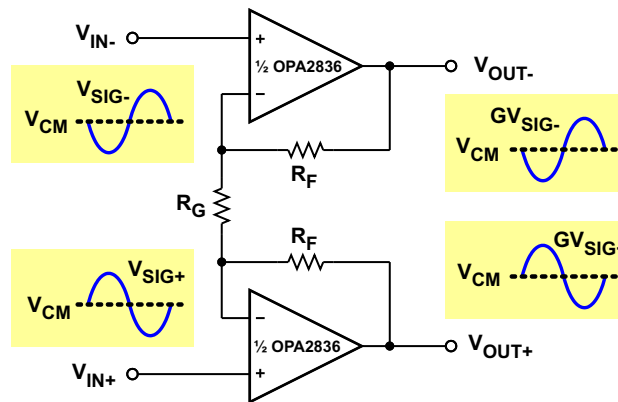 VIN-
+
½ OPA2836
−
VOUT-
VSIG-
VCM
GVSIG-
VCM
RF
RG
RF
VSIG+
VCM
GVSIG+
VCM
−
½ OPA2836
+
VIN+
VOUT+